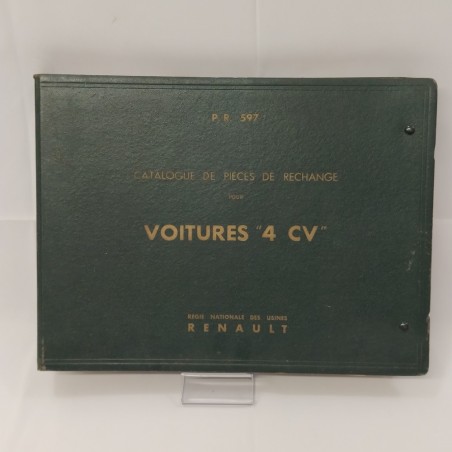 P. R. 597
CATALOGUE DE PIÈCES DE RECHANGE
POUR
VOITURES "4 CV"
RÉGIE NATIONALE DES USINES
RENAULT